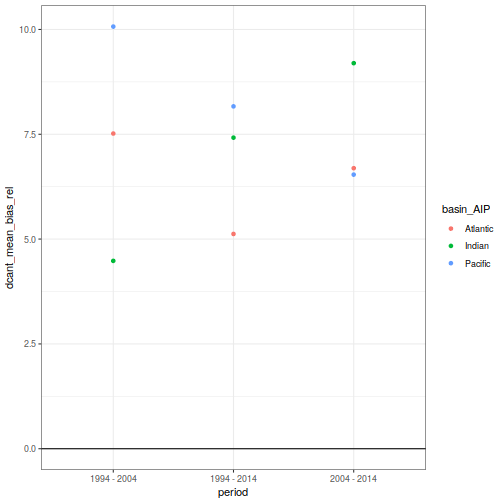 dcant_mean_bias_rel
10.0
7.5
5.0
2.5
0.0
1994 - 2004
1994 - 2014
2004 - 2014
period
basin_AIP
Atlantic
Indian
Pacific